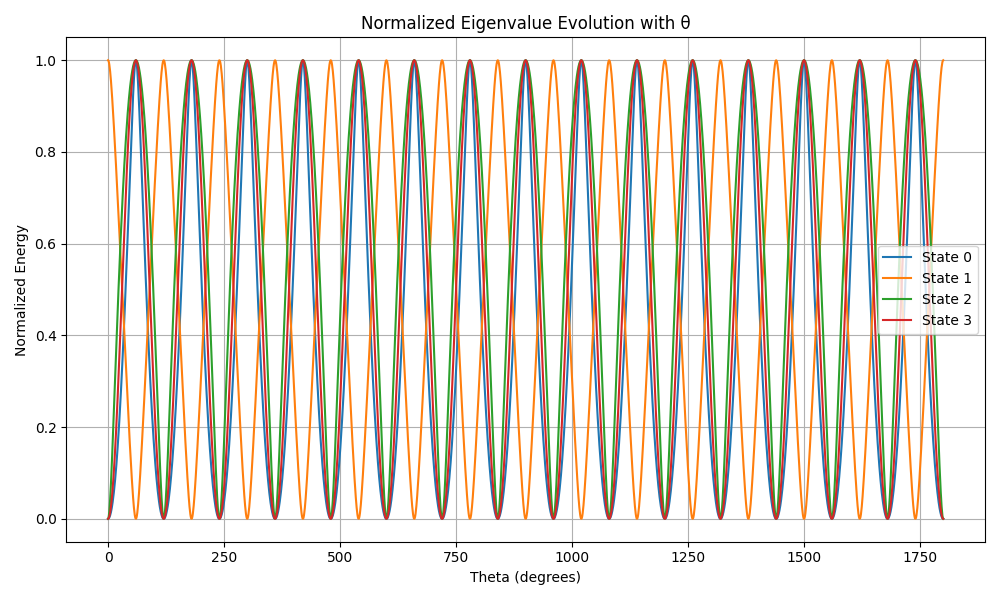 Normalized Eigenvalue Evolution with θ
Normalized Energy
1.0
0.8
0.6
0.4
0.2
0.0
State 0
State 1
State 2
State 3
0 250 500 750 1000 1250 1500 1750
Theta (degrees)